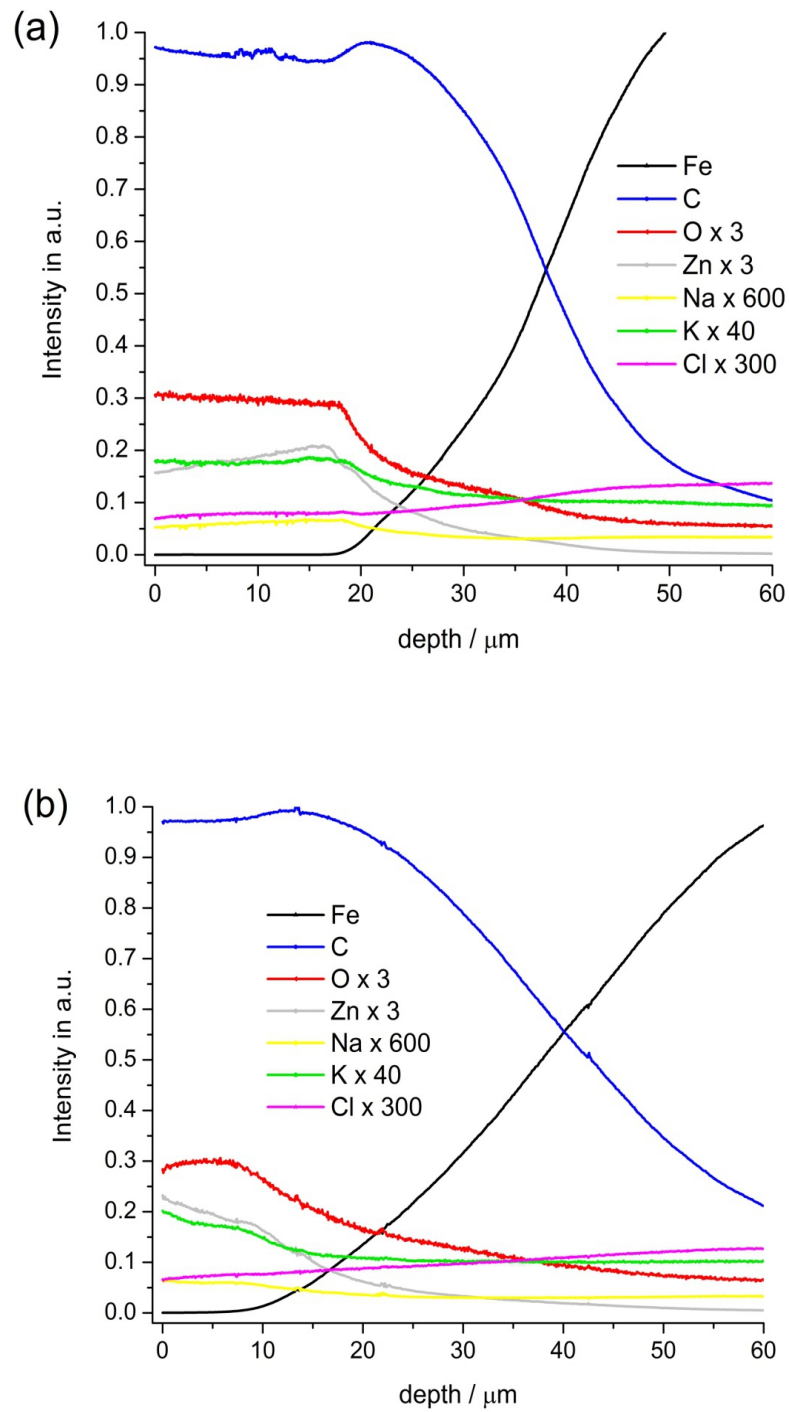 (a)
1.0
0.9
0.8
0.7
0.6
0.5
0.4
0.3
0.2
0.1
0.0
Intensity in a.u.
Fe
C
O x 3
Zn x 3
Na x 600
K x 40
Cl x 300
0 10 20 30 40 50 60
depth / μm
(b)
1.0
0.9
0.8
0.7
0.6
0.5
0.4
0.3
0.2
0.1
0.0
Intensity in a.u.
Fe
C
O x 3
Zn x 3
Na x 600
K x 40
Cl x 300
0 10 20 30 40 50 60
depth / μm